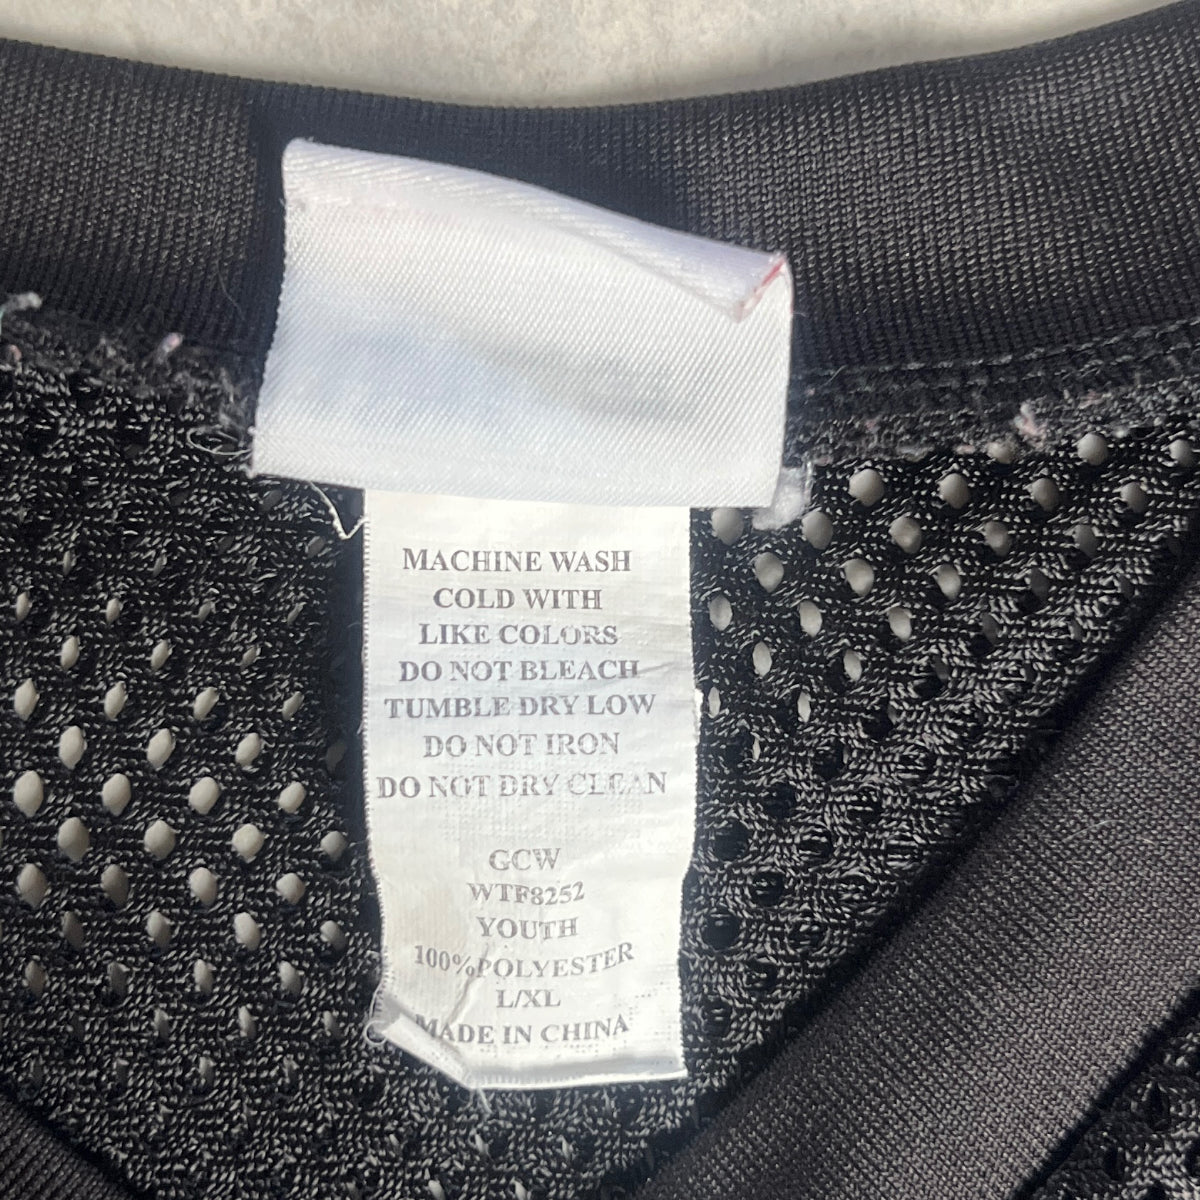 MACHINE WASH
COLD WITH
LIKE COLORS
DO NOT BLEACH
TUMBLE DRY LOW
DO NOT IRON
DO NOT DRY CLEAN
GCW
WTF8252
YOUTH
100%POLYESTER
L/XL
MADE IN CHINA